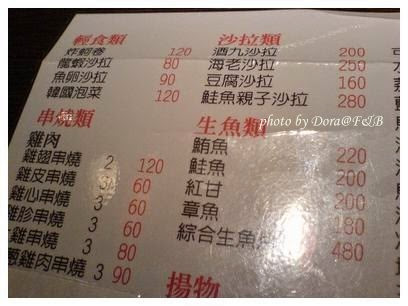 輕食類
炸蚵卷 120
龍蝦沙拉 80
魚卵沙拉 90
韓國泡菜 120
串燒類
雞肉
雞翅串燒 2 120
雞皮串燒 3 60
雞心串燒 3 60
雞胗串燒 3 60
雞串燒 3 80
蔥雞肉串燒 3 90
沙拉類
酒九沙拉 200
海老沙拉 250
豆腐沙拉 160
鮭魚親子沙拉 280
photo by Dora@F&B
生魚類
鮪魚 220
鮭魚 220
紅甘 200
章魚 180
綜合生魚 480
揚物